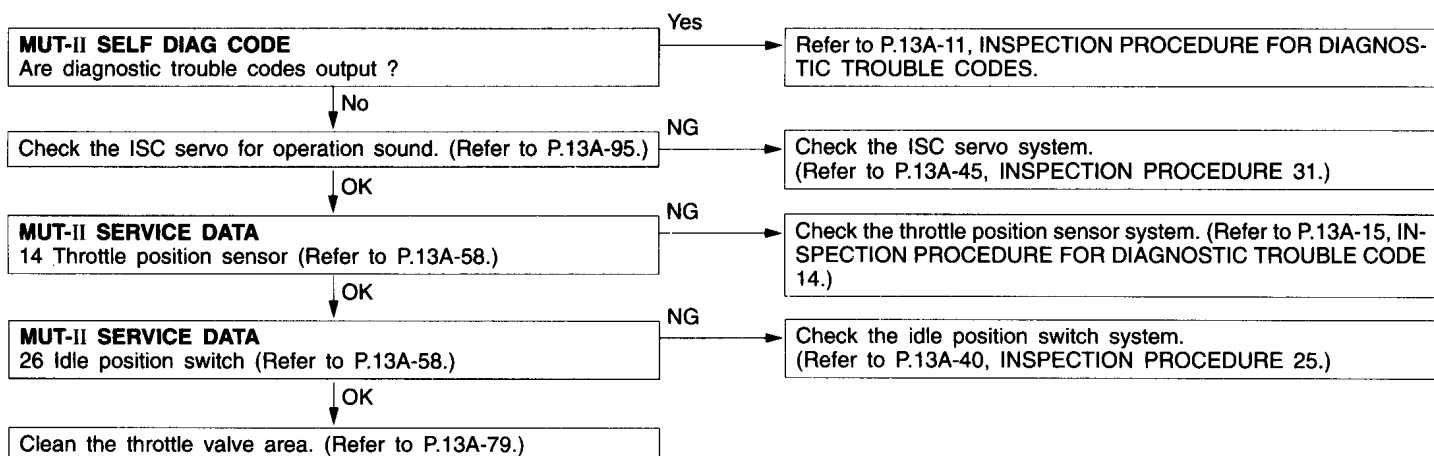 Yes
MUT-II SELF DIAG CODE
Are diagnostic trouble codes output ?
Refer to P.13A-11, INSPECTION PROCEDURE FOR DIAGNOS-
TIC TROUBLE CODES.
No
NG
Check the ISC servo for operation sound. (Refer to P.13A-95.)
Check the ISC servo system.
(Refer to P.13A-45, INSPECTION PROCEDURE 31.)
OK
NG
MUT-II SERVICE DATA
14 Throttle position sensor (Refer to P.13A-58.)
Check the throttle position sensor system. (Refer to P.13A-15, IN-
SPECTION PROCEDURE FOR DIAGNOSTIC TROUBLE CODE
14.)
OK
NG
MUT-II SERVICE DATA
26 Idle position switch (Refer to P.13A-58.)
Check the idle position switch system.
(Refer to P.13A-40, INSPECTION PROCEDURE 25.)
OK
Clean the throttle valve area. (Refer to P.13A-79.)